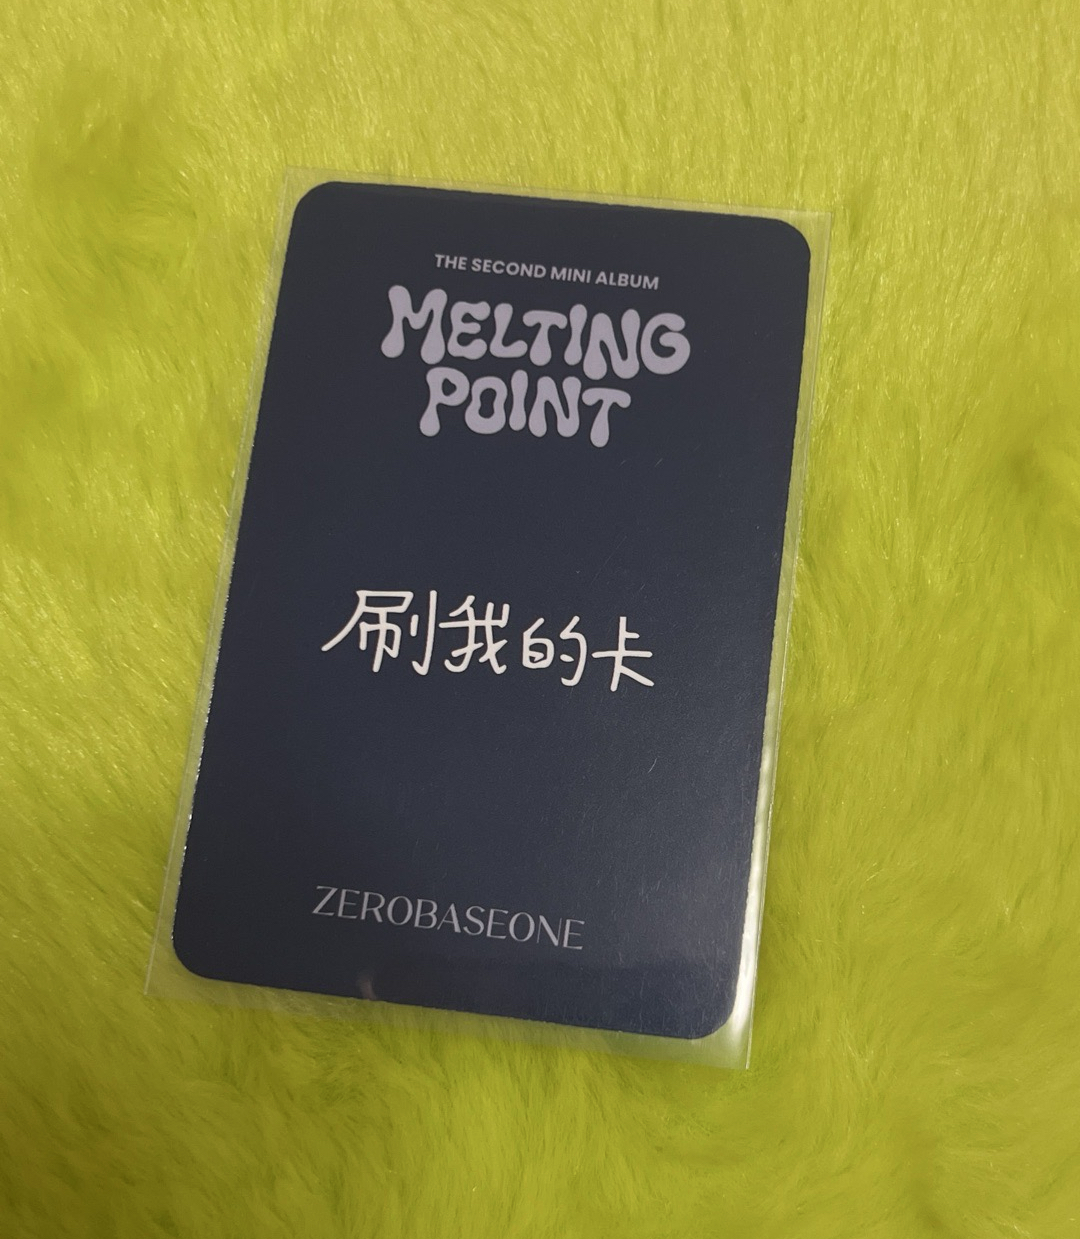 THE SECOND MINI ALBUM
MELTING
POINT
刷我的卡
ZEROBASEONE